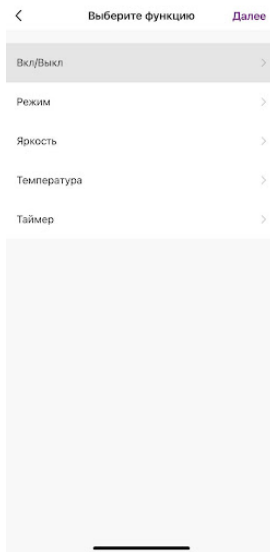 Выберите функцию Далее
Вкл/Выкл
Режим
Яркость
Температура
Таймер